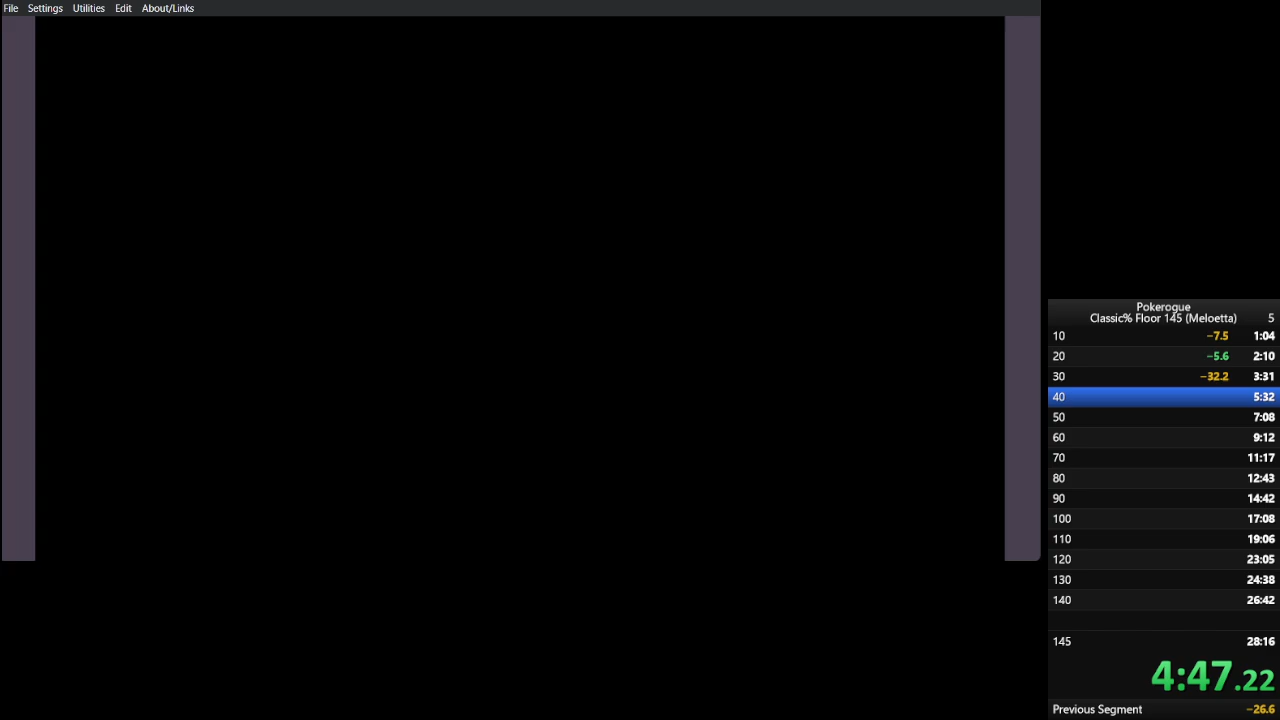 File Settings Utilities Edit About/Links
Pokerogue
Classic% Floor 145 (Meloetta) 5
10 −7.5 1:04
20 −5.6 2:10
30 −32.2 3:31
40 5:32
50 7:08
60 9:12
70 11:17
80 12:43
90 14:42
100 17:08
110 19:06
120 23:05
130 24:38
140 26:42
145 28:16
4:47.22
Previous Segment −26.6